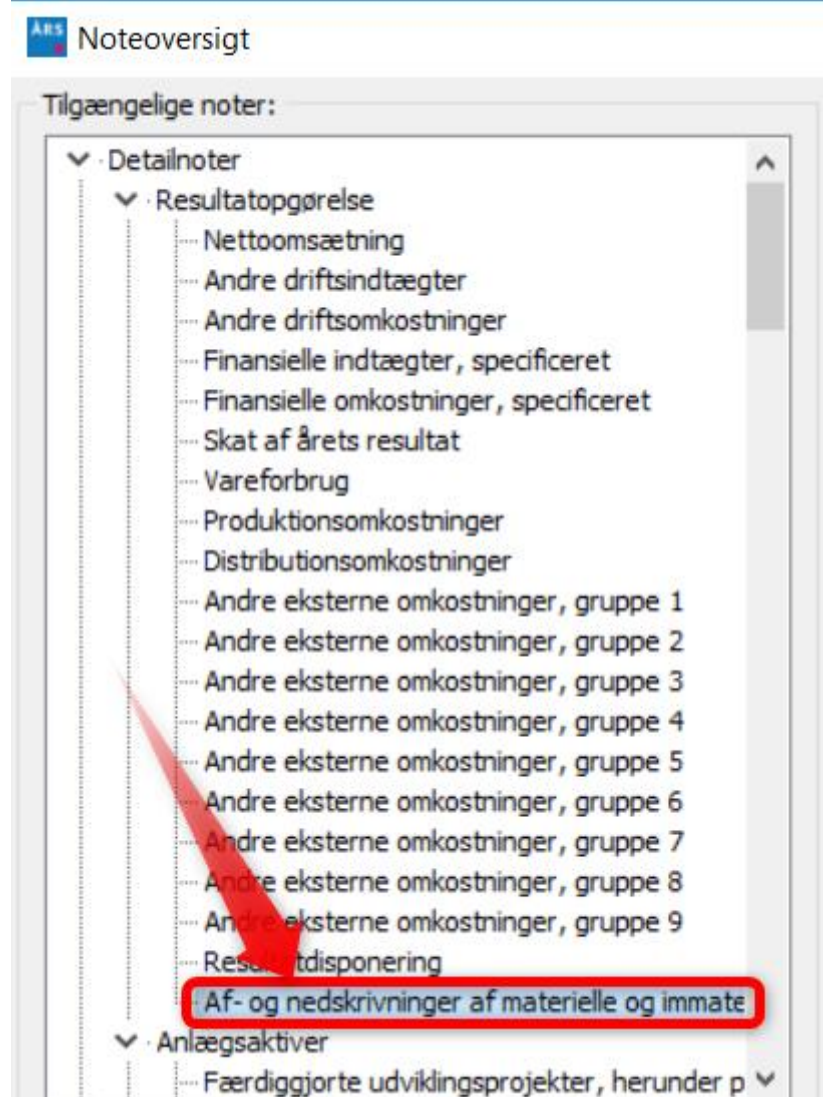 ÅRS
Noteoversigt
Tilgængelige noter:
Detailnoter
Resultatopgørelse
Nettoomsætning
Andre driftsindtægter
Andre driftsomkostninger
Finansielle indtægter, specificeret
Finansielle omkostninger, specificeret
Skat af årets resultat
Vareforbrug
Produktionsomkostninger
Distributionsomkostninger
Andre eksterne omkostninger, gruppe 1
Andre eksterne omkostninger, gruppe 2
Andre eksterne omkostninger, gruppe 3
Andre eksterne omkostninger, gruppe 4
Andre eksterne omkostninger, gruppe 5
Andre eksterne omkostninger, gruppe 6
Andre eksterne omkostninger, gruppe 7
Andre eksterne omkostninger, gruppe 8
Andre eksterne omkostninger, gruppe 9
Resultatdisponering
Af- og nedskrivninger af materielle og immate
Anlægsaktiver
Færdiggjorte udviklingsprojekter, herunder p